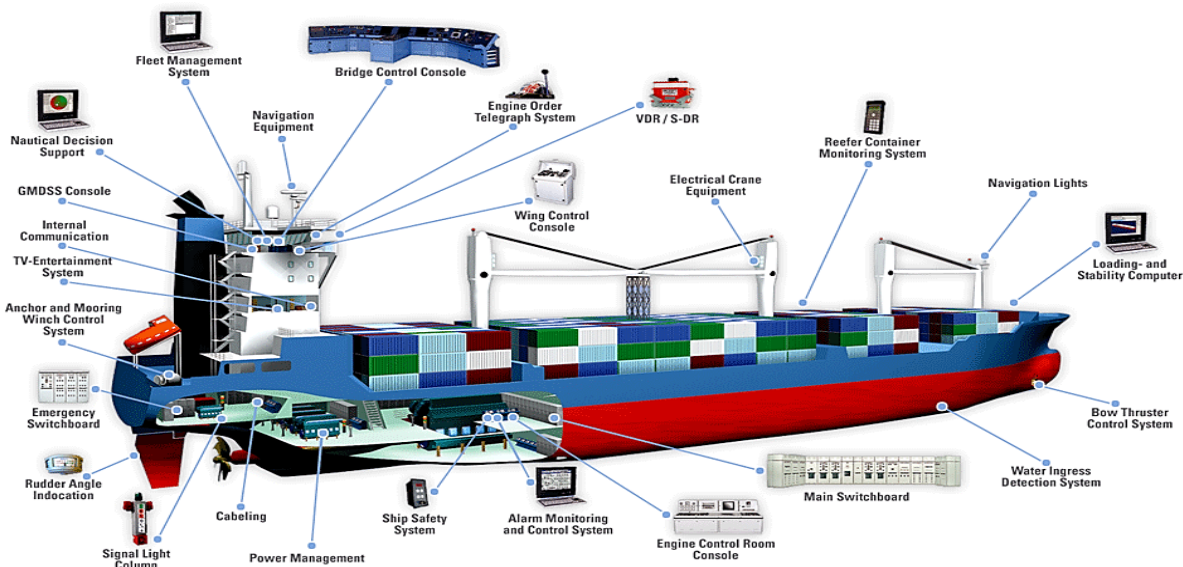 Fleet Management
System
Bridge Control Console
Engine Order
Telegraph System
VDR / S-DR
Navigation
Equipment
Nautical Decision
Support
Reefer Container
Monitoring System
GMDSS Console
Electrical Crane
Equipment
Navigation Lights
Wing Control
Console
Internal
Communication
TV-Entertainment
System
Loading- and
Stability Computer
Anchor and Mooring
Winch Control
System
Emergency
Switchboard
Bow Thruster
Control System
Rudder Angle
Indocation
Water Ingress
Detection System
Main Switchboard
Cabeling
Ship Safety
System
Alarm Monitoring
and Control System
Engine Control Room
Console
Signal Light
Column
Power Management